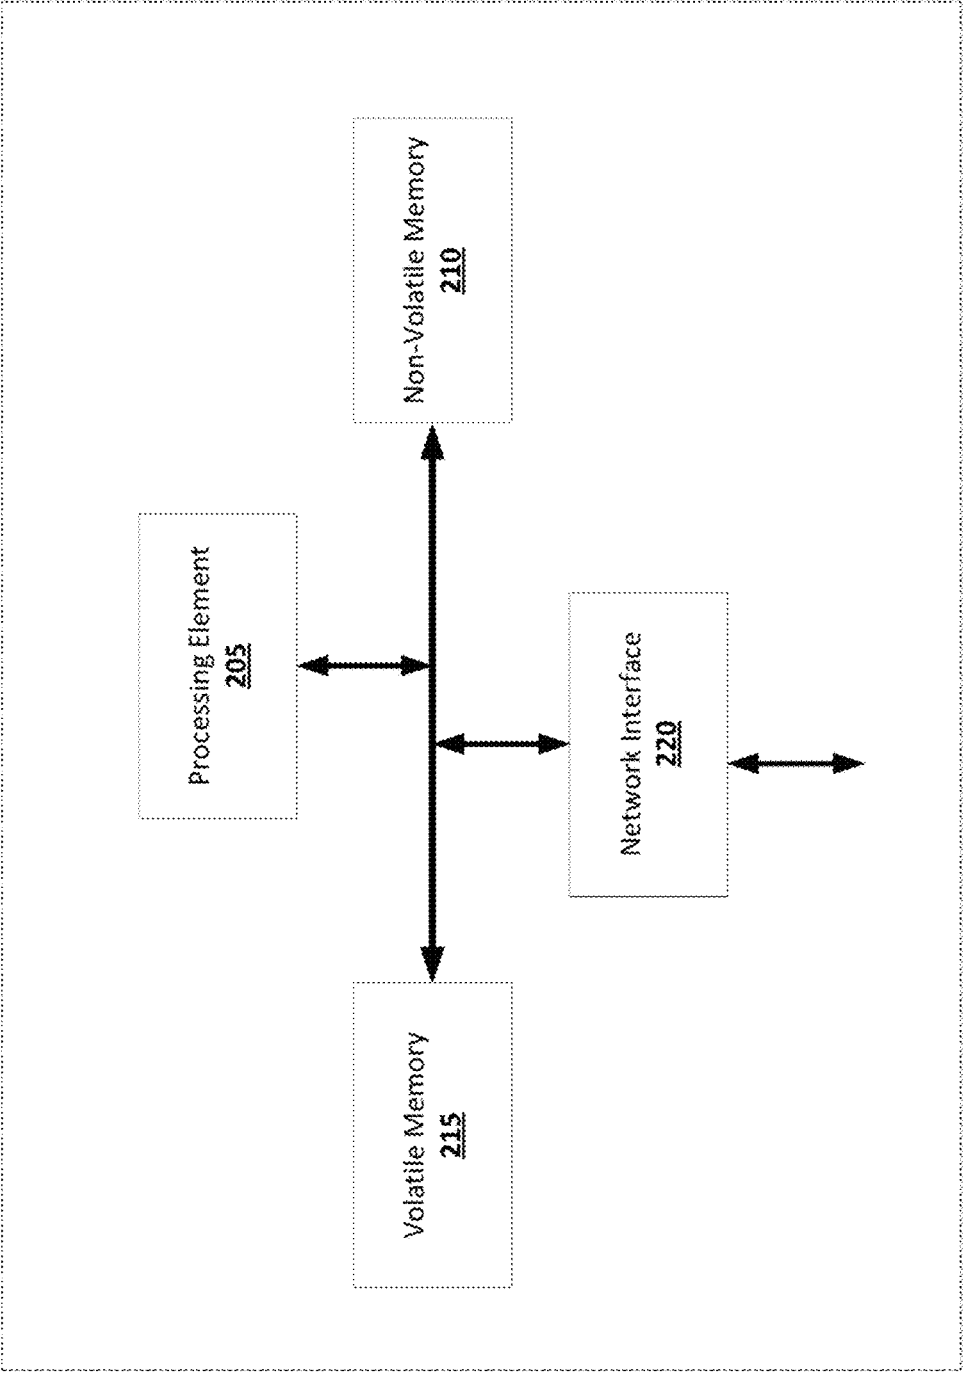 Processing Element
205
Volatile Memory
215
Non-Volatile Memory
210
Network Interface
220